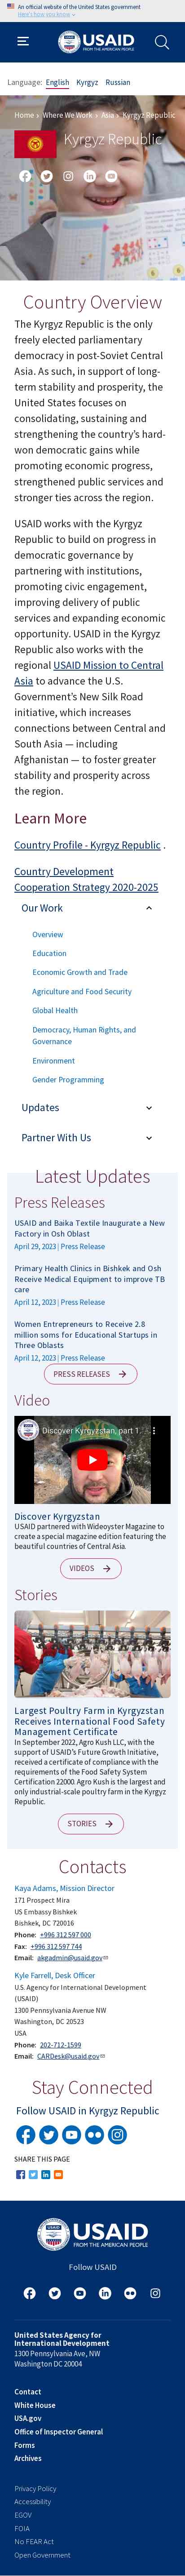 An official website of the United States government
Here's how you know
USAID
FROM THE AMERICAN PEOPLE
Language: English Kyrgyz Russian
Home › Where We Work › Asia › Kyrgyz Republic
Kyrgyz Republic
Country Overview
The Kyrgyz Republic is the only
freely elected parliamentary
democracy in post-Soviet Central
Asia. As such, in support of long-
term stability and prosperity, the
United States focuses on
consolidating, sustaining and
strengthening the country's hard-
won democratic gains, while
promoting economic progress,
strengthened public services and
security across the region.
USAID works with the Kyrgyz
Republic to build on progress in
deepening a partnership with
institutions, promoting inclusive
civic identity, improving the
delivery of public services and
expanding economic
opportunity. USAID in the Kyrgyz
Republic also works with the
regional USAID Mission to Central
Asia to advance the U.S.
Government's New Silk Road
initiative, which increases
connections between Central and
South Asia — including
Afghanistan — to foster greater
stability and prosperity across
the region.
Learn More
Country Profile - Kyrgyz Republic .
Country Development
Cooperation Strategy 2020-2025
Our Work
Overview
Education
Economic Growth and Trade
Agriculture and Food Security
Global Health
Democracy, Human Rights, and
Governance
Environment
Gender Programming
Updates
Partner With Us
Latest Updates
Press Releases
USAID and Baika Textile Inaugurate a New
Factory in Osh Oblast
April 29, 2023 | Press Release
Primary Health Clinics in Bishkek and Osh
Receive Medical Equipment to improve TB
care
April 12, 2023 | Press Release
Women Entrepreneurs to Receive 2.8
million soms for Educational Startups in
Three Oblasts
April 12, 2023 | Press Release
PRESS RELEASES
Video
Discover Kyrgyzstan, part 1...
Discover Kyrgyzstan
USAID partnered with Wideoyster Magazine to
create a special magazine edition featuring the
beautiful countries of Central Asia.
VIDEOS
Stories
Largest Poultry Farm in Kyrgyzstan
Receives International Food Safety
Management Certificate
In September 2022, Agro Kush LLC, with the
support of USAID's Future Growth Initiative,
received a certificate of compliance with the
requirements of the Food Safety System
Certification 22000. Agro Kush is the largest and
only industrial-size poultry farm in the Kyrgyz
Republic.
STORIES
Contacts
Kaya Adams, Mission Director
171 Prospect Mira
US Embassy Bishkek
Bishkek, DC 720016
Phone: +996 312 597 000
Fax: +996 312 597 744
Email: akgadmin@usaid.gov
Kyle Farrell, Desk Officer
U.S. Agency for International Development
(USAID)
1300 Pennsylvania Avenue NW
Washington, DC 20523
USA
Phone: 202-712-1599
Email: CARDesk@usaid.gov
Stay Connected
Follow USAID in Kyrgyz Republic
SHARE THIS PAGE
USAID
FROM THE AMERICAN PEOPLE
Follow USAID
United States Agency for
International Development
1300 Pennsylvania Ave, NW
Washington DC 20004
Contact
White House
USA.gov
Office of Inspector General
Forms
Archives
Privacy Policy
Accessibility
EGOV
FOIA
No FEAR Act
Open Government